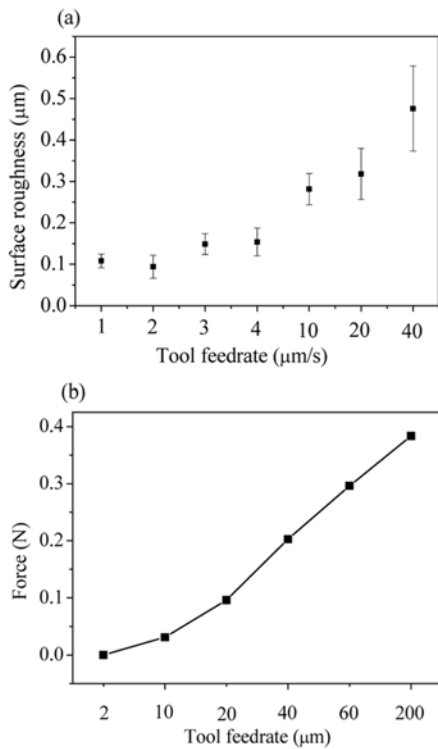 (a)
Surface roughness (μm)
0.6
0.5
0.4
0.3
0.2
0.1
0.0
1 2 3 4 10 20 40
Tool feedrate (μm/s)
(b)
Force (N)
0.4
0.2
0.1
0.0
2 10 20 40 60 200
Tool feedrate (μm)